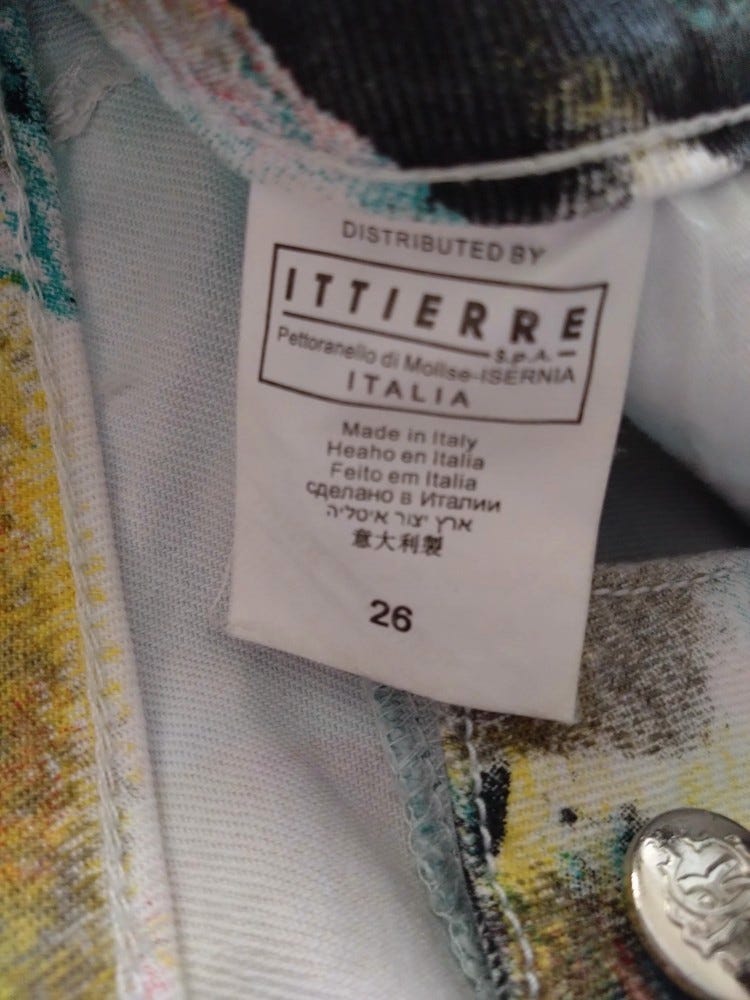 DISTRIBUTED BY
ITTIERRE
S.p.A.
Pettoranello di Molise-ISERNIA
ITALIA
Made in Italy
Heaho en Italia
Feito em Italia
сделано в Италии
ארץ יצור איטליה
意大利製
26